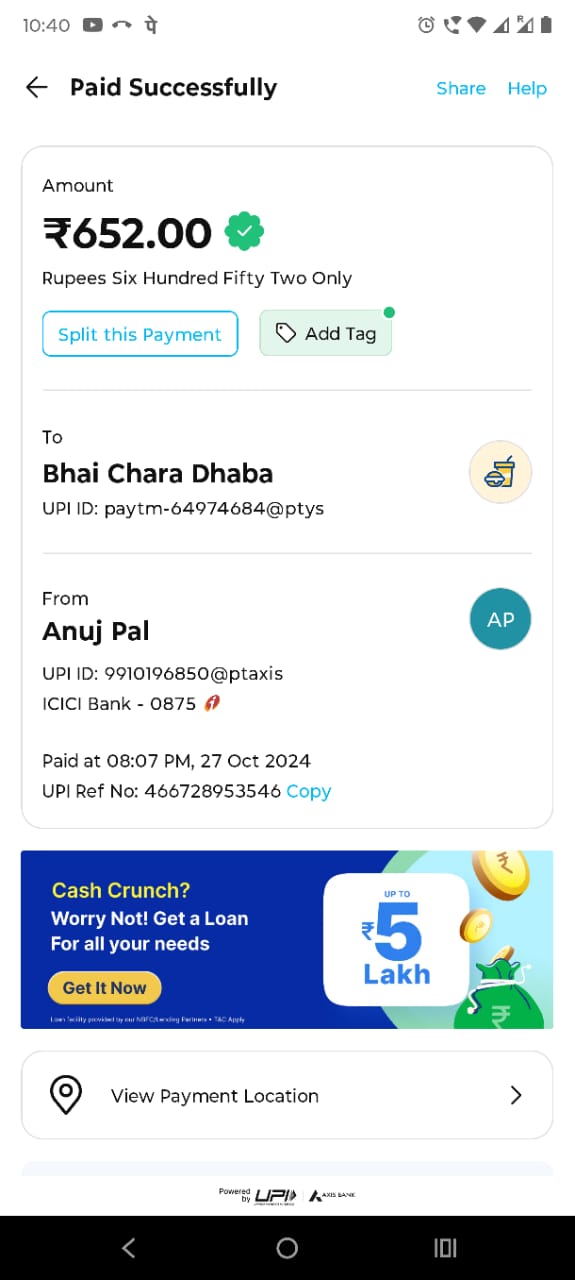 10:40 पे
Paid Successfully Share Help
Amount
₹652.00
Rupees Six Hundred Fifty Two Only
Split this Payment Add Tag
To
Bhai Chara Dhaba
UPI ID: paytm-64974684@ptys
From
Anuj Pal AP
UPI ID: 9910196850@ptaxis
ICICI Bank - 0875
Paid at 08:07 PM, 27 Oct 2024
UPI Ref No: 466728953546 Copy
Cash Crunch?
Worry Not! Get a Loan
For all your needs
Get It Now
Loan facility provided by our NBFC/Lending Partners • T&C Apply
UP TO
₹5
Lakh
View Payment Location
Powered by UPI AXIS BANK